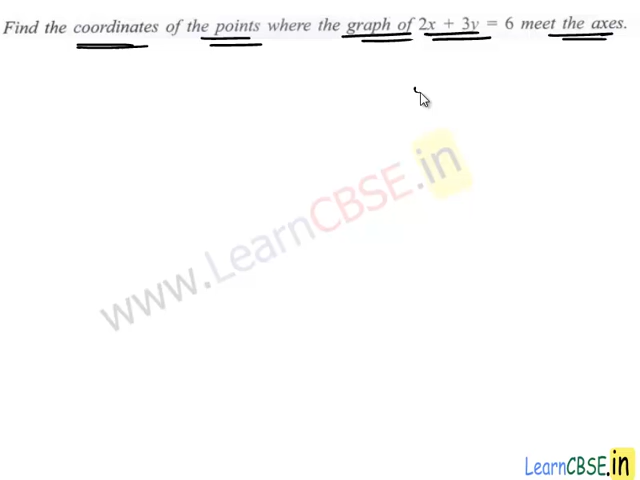 Find the coordinates of the points where the graph of 2x + 3y = 6 meet the axes.
www.LearnCBSE.in
LearnCBSE.in